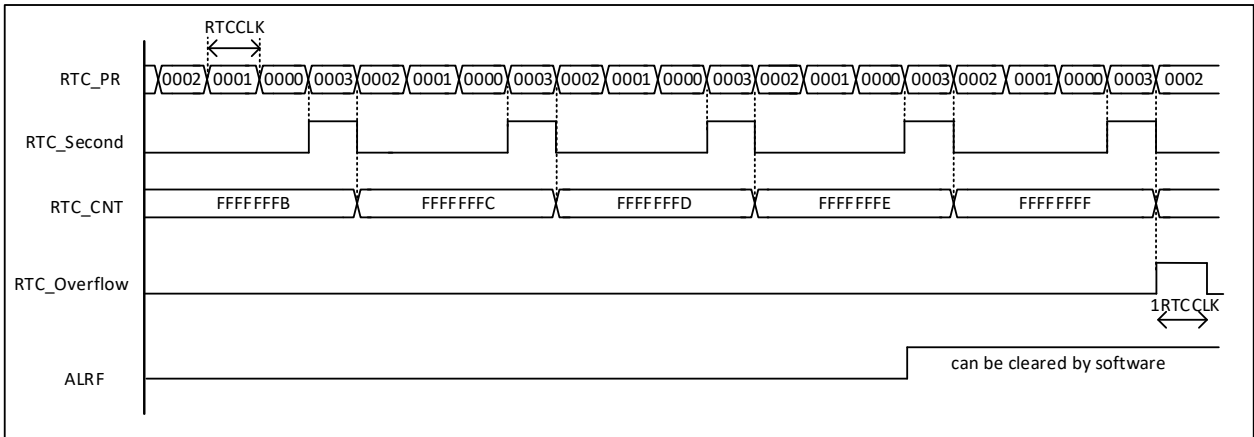 RTCCLK
RTC_PR 0002 0001 0000 0003 0002 0001 0000 0003 0002 0001 0000 0003 0002 0001 0000 0003 0002 0001 0000 0003 0002
RTC_Second
RTC_CNT FFFFFFFB FFFFFFFC FFFFFFFD FFFFFFFE FFFFFFFF
RTC_Overflow
1RTCCLK
can be cleared by software
ALRF